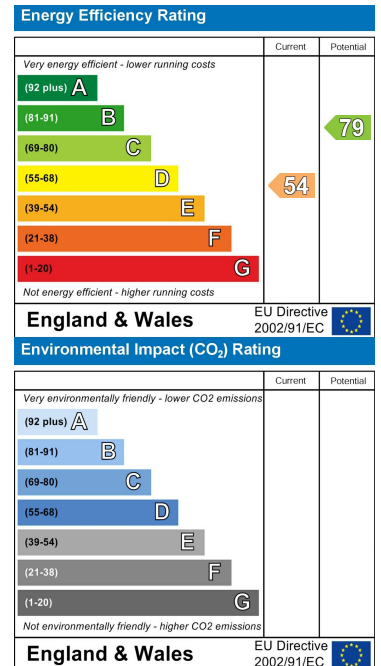 Energy Efficiency Rating
Current Potential
Very energy efficient - lower running costs
(92 plus) A
(81-91) B
79
(69-80) C
(55-68) D
54
(39-54) E
(21-38) F
(1-20) G
Not energy efficient - higher running costs
England & Wales
EU Directive
2002/91/EC
Environmental Impact (CO2) Rating
Current Potential
Very environmentally friendly - lower CO2 emissions
(92 plus) A
(81-91) B
(69-80) C
(55-68) D
(39-54) E
(21-38) F
(1-20) G
Not environmentally friendly - higher CO2 emissions
England & Wales
EU Directive
2002/91/EC